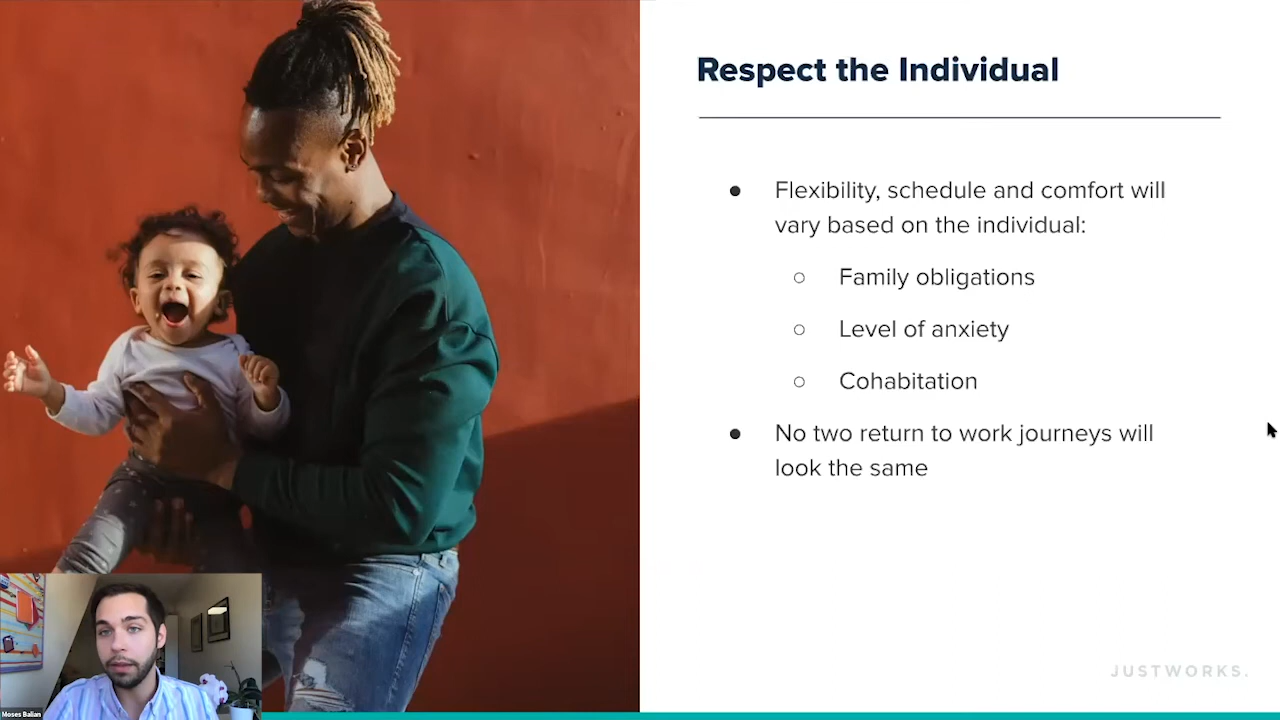 Respect the Individual
● Flexibility, schedule and comfort will
vary based on the individual:
○ Family obligations
○ Level of anxiety
○ Cohabitation
● No two return to work journeys will
look the same
JUSTWORKS.
Moses Balian